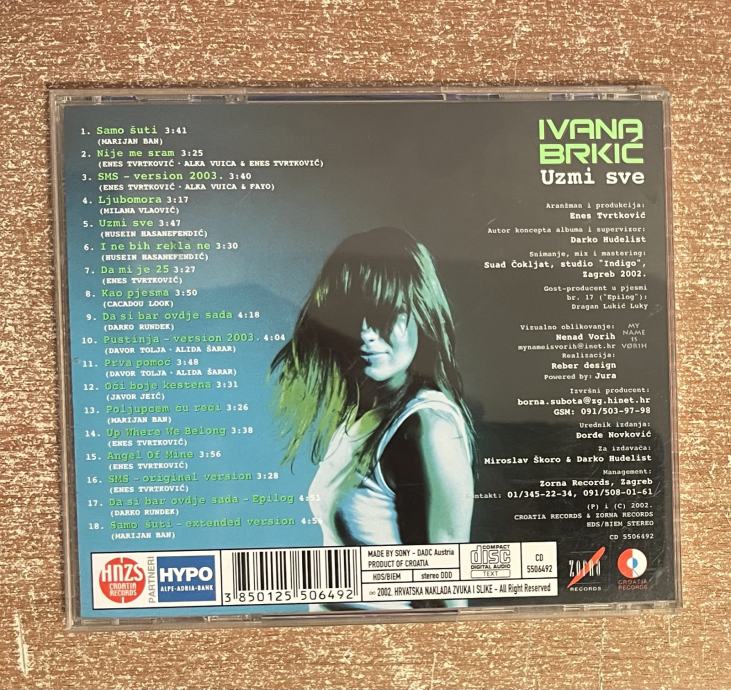 1. Samo šuti 3:41
(MARIJAN BAN)
2. Nije me sram 3:25
(ENES TVRTKOVIĆ · ALKA VUICA & ENES TVRTKOVIĆ)
3. SMS - version 2003. 3:40
(ENES TVRTKOVIĆ · ALKA VUICA & FAYO)
4. Ljubomora 3:17
(MILANA VLAOVIĆ)
5. Uzmi sve 3:47
(HUSEIN HASANEFENDIĆ)
6. I ne bih rekla ne 3:30
(HUSEIN HASANEFENDIĆ)
7. Da mi je 25 3:27
(ENES TVRTKOVIĆ)
8. Kao pjesma 3:50
(CACADOU LOOK)
9. Da si bar ovdje sada 4:18
(DARKO RUNDEK)
10. Pustinja - version 2003. 4:04
(DAVOR TOLJA · ALIDA ŠARAR)
11. Prva pomoć 3:48
(DAVOR TOLJA · ALIDA ŠARAR)
12. Oči boje kestena 3:31
(JAVOR JEIĆ)
13. Poljupcem ću reći 3:26
(MARIJAN BAN)
14. Up Where We Belong 3:38
(ENES TVRTKOVIĆ)
15. Angel Of Mine 3:56
(ENES TVRTKOVIĆ)
16. SMS - original version 3:28
(ENES TVRTKOVIĆ)
17. Da si bar ovdje sada - Epilog 4:51
(DARKO RUNDEK)
18. Samo šuti - extended version
(MARIJAN BAN)
IVANA
BRKIĆ
Uzmi sve
Aranžman i produkcija:
Enes Tvrtković
Autor koncepta albuma i supervizor:
Darko Hudelist
Snimanje, mix i mastering:
Suad Čokljat, studio "Indigo",
Zagreb 2002.
Gost-producent u pjesmi
br. 17 ("Epilog"):
Dragan Lukić Luky
Vizualno oblikovanje:
Nenad Vorih
mynameisvorih@inet.hr
MY
NAME
IS
VØRIH
Realizacija:
Reber design
Powered by: Jura
Izvršni producent:
borna.subota@zg.hinet.hr
GSM: 091/503-97-98
Urednik izdanja:
Đorđe Novković
Za izdavača:
Miroslav Škoro & Darko Hudelist
Management:
Zorna Records, Zagreb
Kontakt: 01/345-22-34, 091/508-01-61
(P) i (C) 2002.
CROATIA RECORDS & ZORNA RECORDS
HDS/BIEM STEREO
CD 5506492
HNZS
CROATIA
RECORDS
PARTNERI
HYPO
ALPE-ADRIA-BANK
3 850125 506492
MADE BY SONY - DADC Austria
PRODUCT OF CROATIA
HDS/BIEM
stereo DDD
COMPACT
disc
DIGITAL AUDIO
TEXT
CD
5506492
∞ 2002. HRVATSKA NAKLADA ZVUKA I SLIKE - All Right Reserved
ZORNA
RECORDS
CROATIA
RECORDS